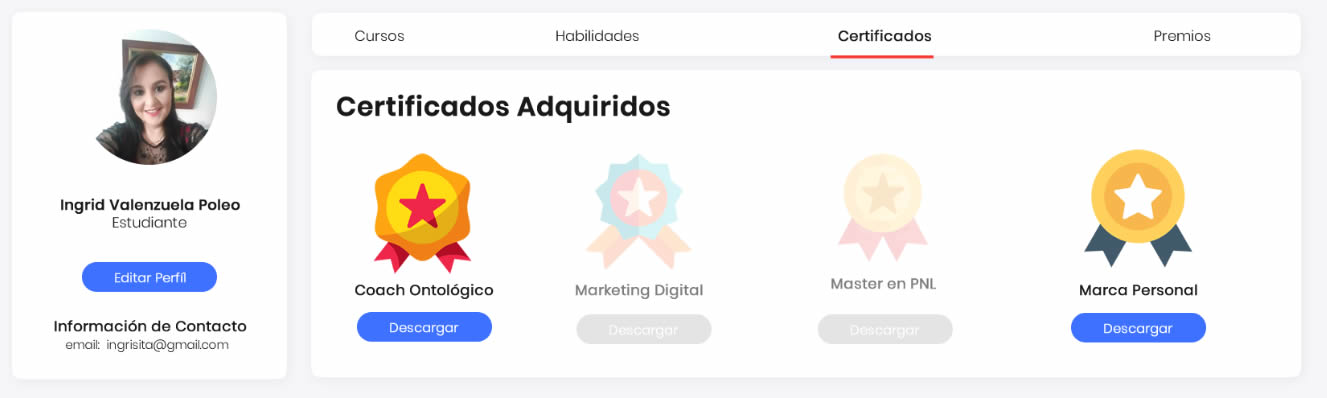 Cursos
Habilidades
Certificados
Premios
Ingrid Valenzuela Poleo
Estudiante
Editar Perfíl
Información de Contacto
email: ingrisita@gmail.com
Certificados Adquiridos
Coach Ontológico
Marketing Digital
Master en PNL
Marca Personal
Descargar
Descargar
Descargar
Descargar